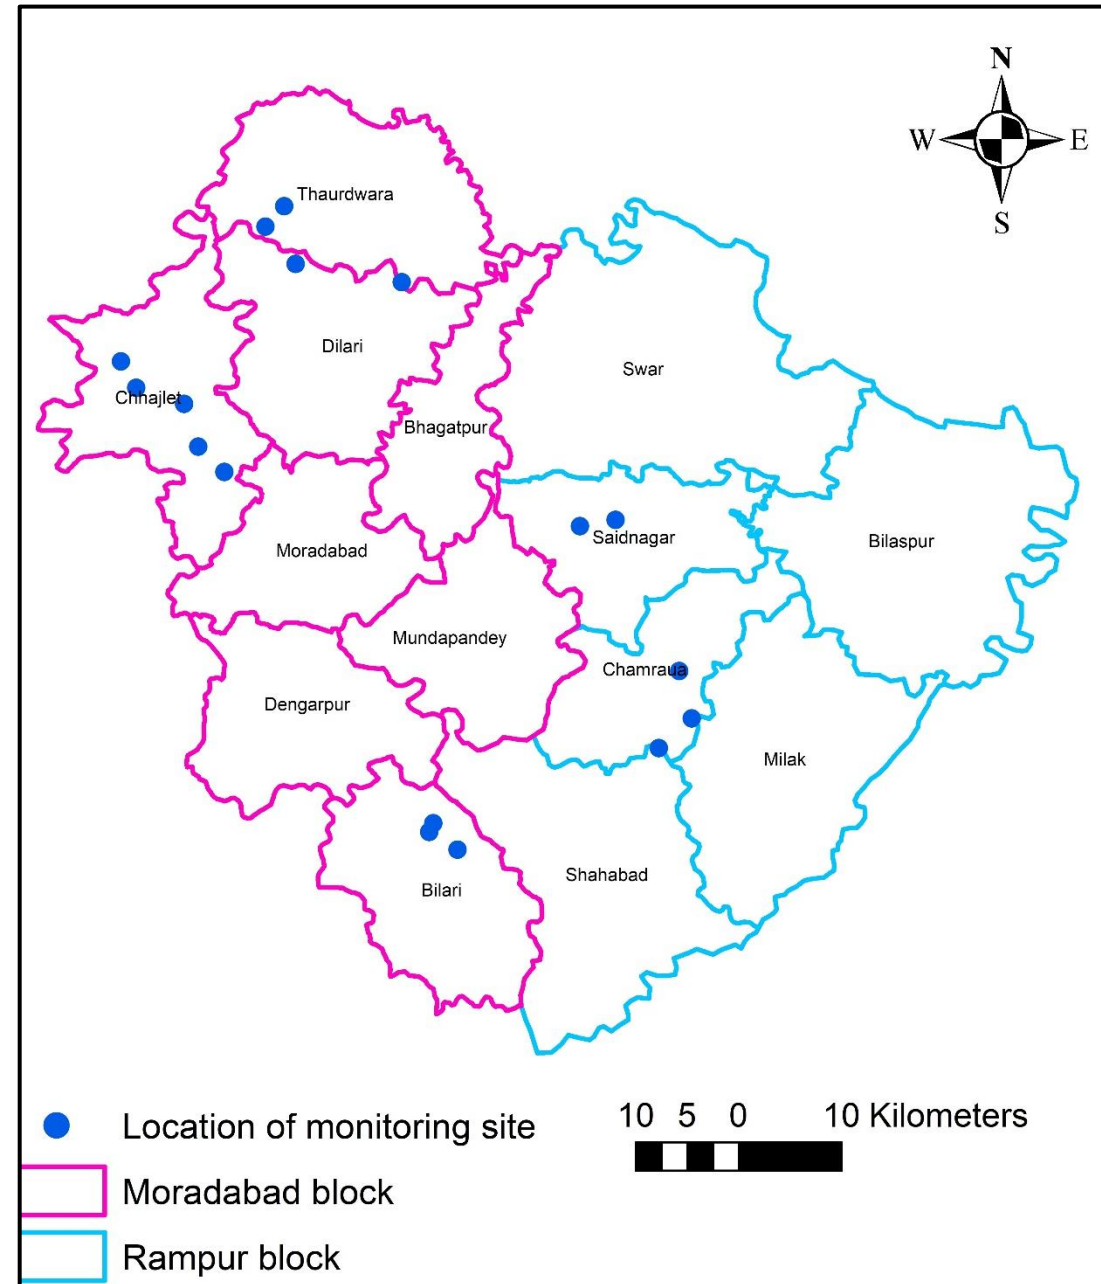 N
W E
S
Thaurdwara
Dilari
Swar
Chhajlet
Bhagatpur
Saidnagar
Bilaspur
Moradabad
Mundapandey
Chamraua
Dengarpur
Milak
Shahabad
Bilari
10 5 0 10 Kilometers
Location of monitoring site
Moradabad block
Rampur block